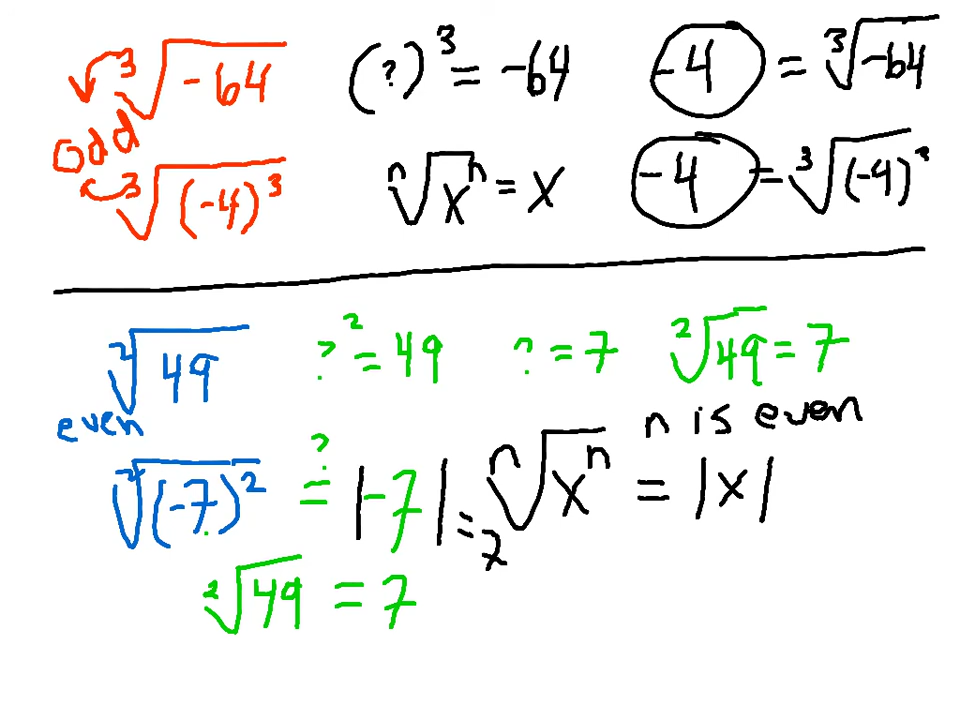 ³√-64 (?)³ = -64 -4 = ³√-64
odd
³√(-4)³ ⁿ√xⁿ = x -4 = ³√(-4)³
²√49 ?² = 49 ? = 7 ²√49 = 7
even n is even
²√(-7)² ?= |-7| = 7 ⁿ√xⁿ = |x|
²√49 = 7